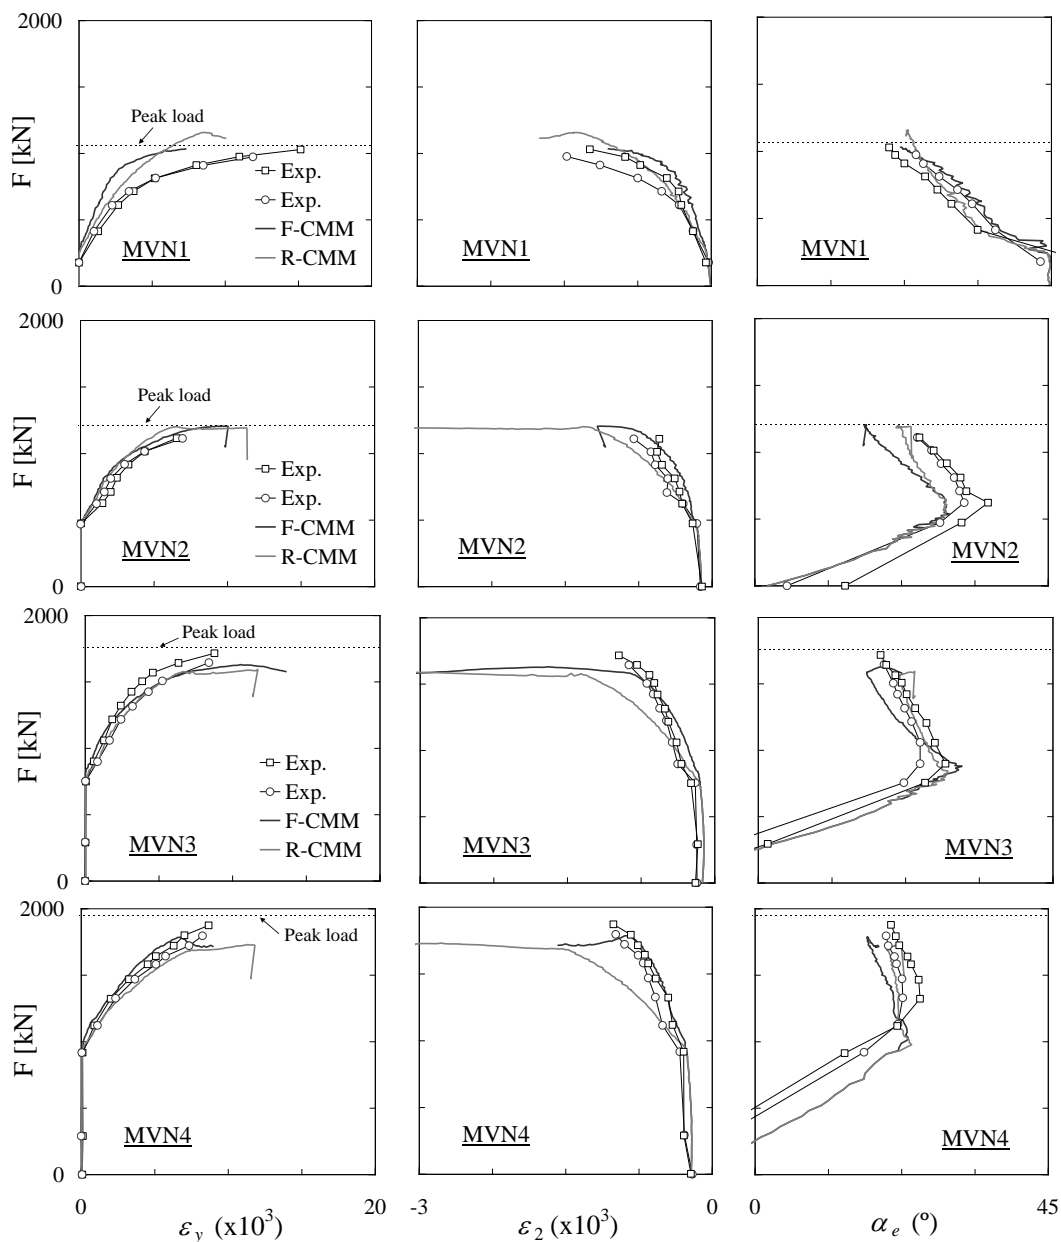 2000
F [kN]
0
Peak load
Exp.
Exp.
F-CMM
R-CMM
MVN1
MVN1
MVN1
2000
F [kN]
0
Peak load
Exp.
Exp.
F-CMM
R-CMM
MVN2
MVN2
MVN2
2000
F [kN]
0
Peak load
Exp.
Exp.
F-CMM
R-CMM
MVN3
MVN3
MVN3
2000
F [kN]
0
Peak load
MVN4
MVN4
MVN4
0 20 -3 0 0 45
εy (x10³) ε2 (x10³) αe (º)